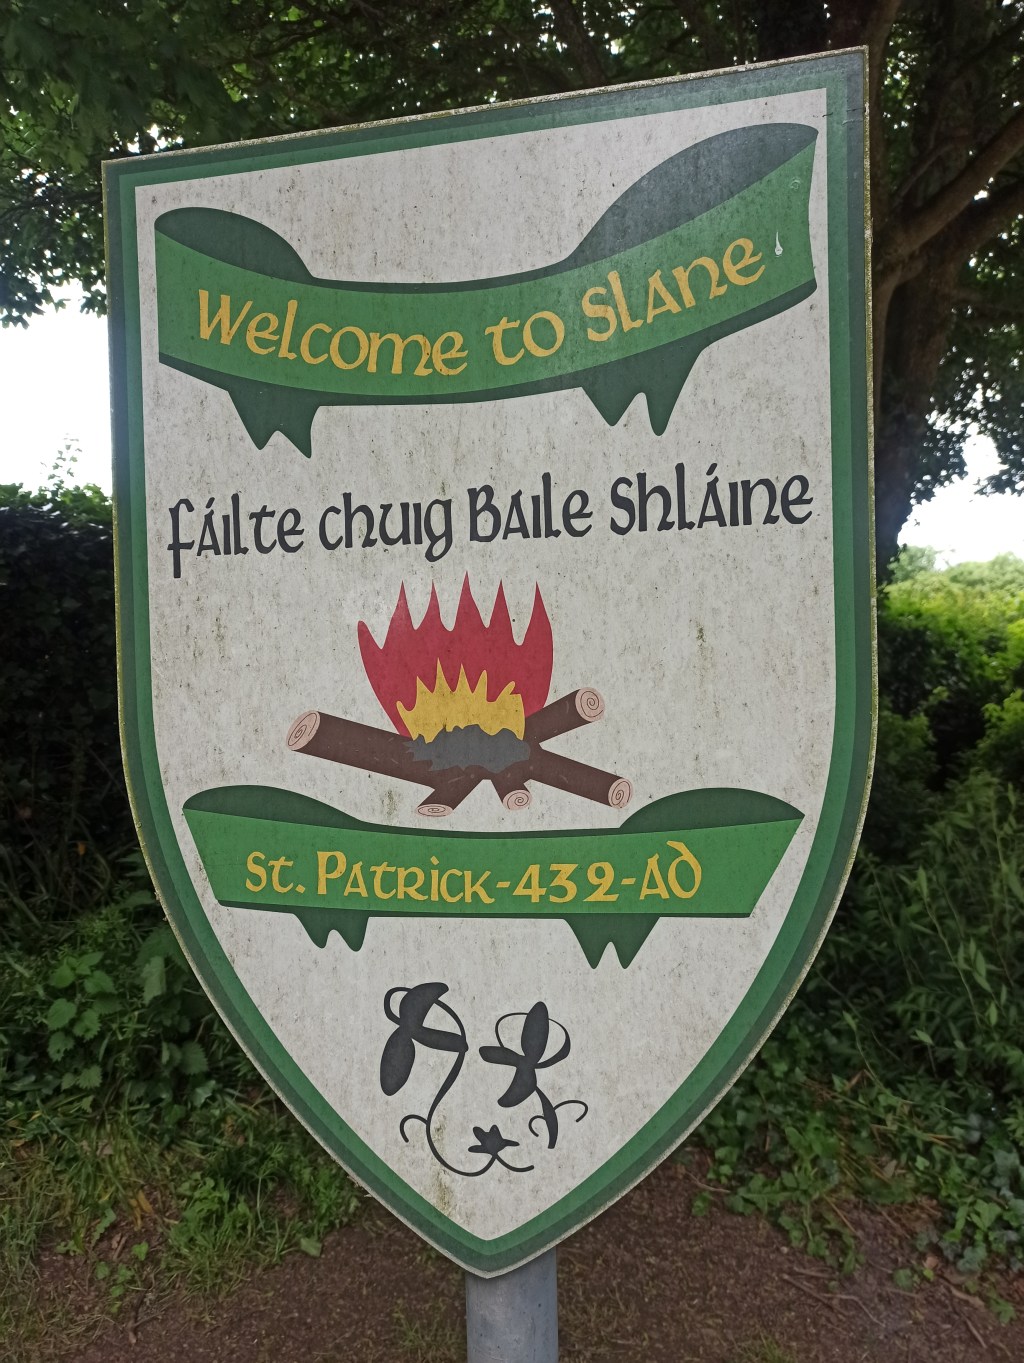 Welcome to Slane
Fáilte chuig Baile Shláine
St. Patrick-432-AD